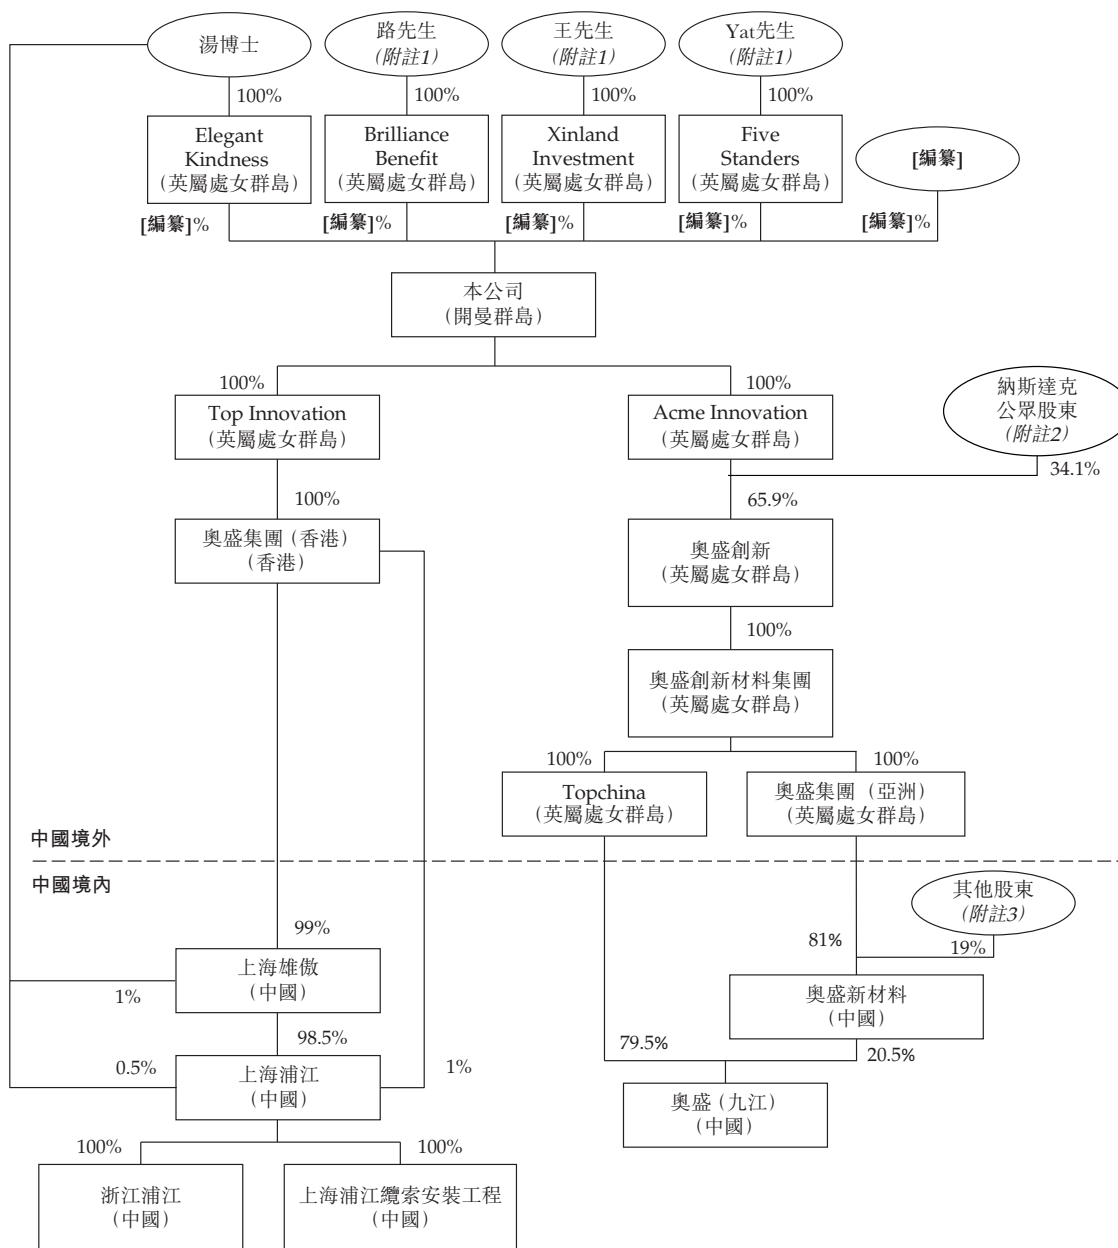 湯博士
路先生
(附註1)
王先生
(附註1)
Yat先生
(附註1)
100%
100%
100%
100%
Elegant
Kindness
(英屬處女群島)
Brilliance
Benefit
(英屬處女群島)
Xinland
Investment
(英屬處女群島)
Five
Standers
(英屬處女群島)
[編纂]
[編纂]%
[編纂]%
[編纂]%
[編纂]%
[編纂]%
本公司
(開曼群島)
100%
100%
Top Innovation
(英屬處女群島)
Acme Innovation
(英屬處女群島)
納斯達克
公眾股東
(附註2)
34.1%
100%
65.9%
奧盛集團(香港)
(香港)
奧盛創新
(英屬處女群島)
100%
奧盛創新材料集團
(英屬處女群島)
100%
100%
Topchina
(英屬處女群島)
奧盛集團(亞洲)
(英屬處女群島)
中國境外
中國境內
其他股東
(附註3)
99%
81%
19%
上海雄傲
(中國)
奧盛新材料
(中國)
1%
98.5%
79.5%
20.5%
0.5%
上海浦江
(中國)
1%
奧盛(九江)
(中國)
100%
100%
浙江浦江
(中國)
上海浦江纜索安裝工程
(中國)